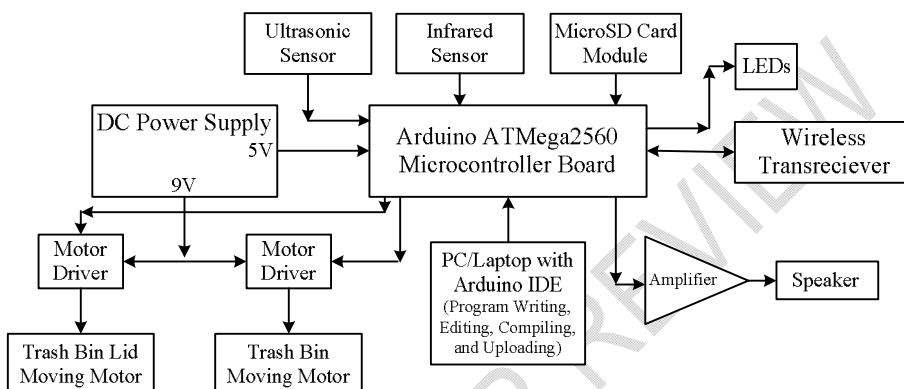 Ultrasonic
Sensor
Infrared
Sensor
MicroSD Card
Module
LEDs
DC Power Supply
5V
9V
Arduino ATMega2560
Microcontroller Board
Wireless
Transreciever
Motor
Driver
Motor
Driver
PC/Laptop with
Arduino IDE
(Program Writing,
Editing, Compiling,
and Uploading)
Amplifier
Speaker
Trash Bin Lid
Moving Motor
Trash Bin
Moving Motor
REVIEW